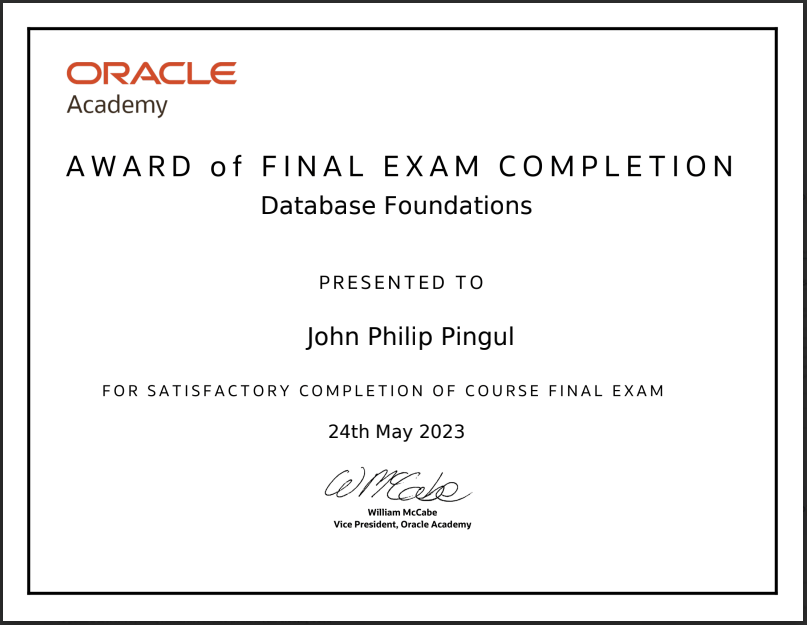 ORACLE
Academy
AWARD of FINAL EXAM COMPLETION
Database Foundations
PRESENTED TO
John Philip Pingul
FOR SATISFACTORY COMPLETION OF COURSE FINAL EXAM
24th May 2023
W McCabe
William McCabe
Vice President, Oracle Academy